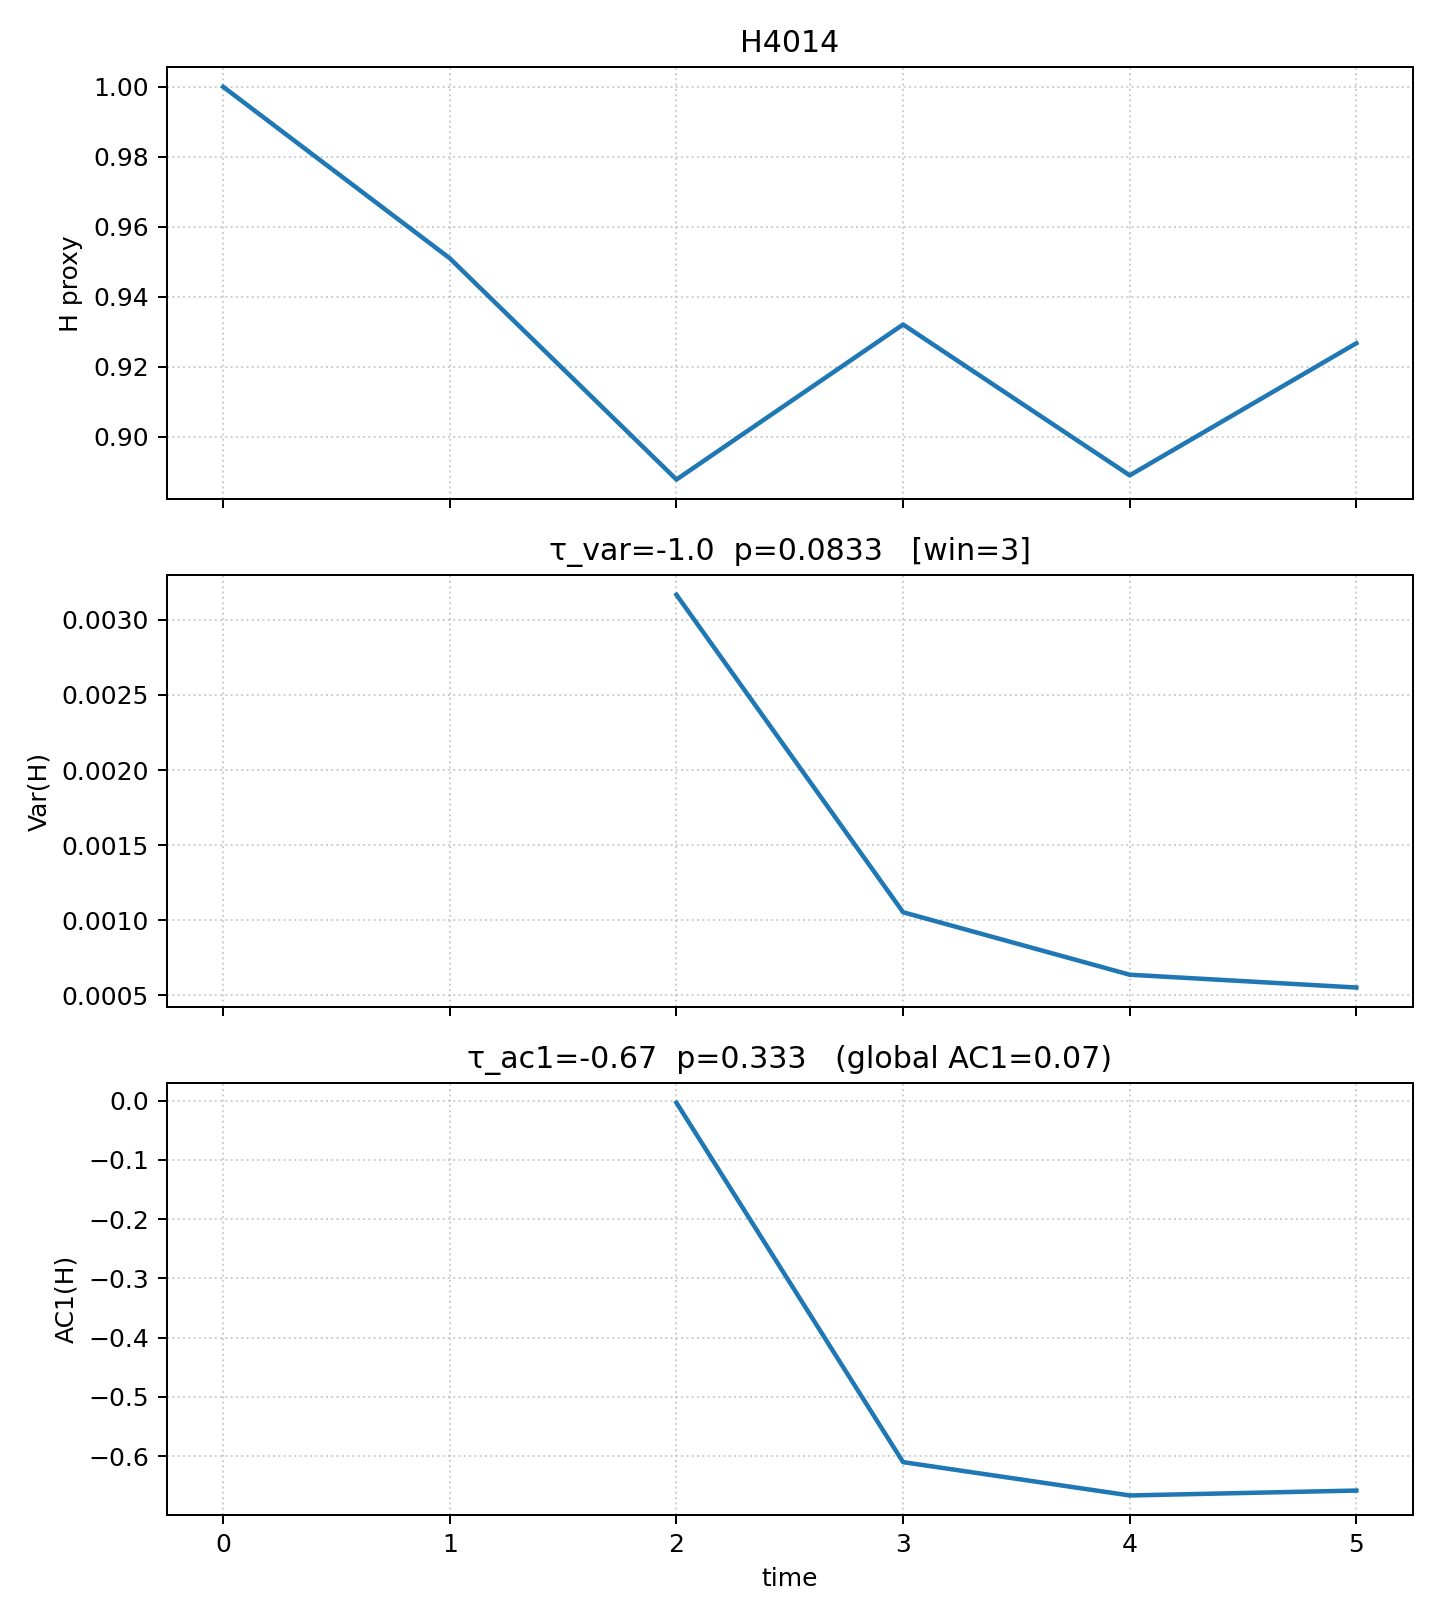 H4014
1.00
0.98
0.96
0.94
0.92
0.90
H proxy
τ_var=-1.0  p=0.0833   [win=3]
0.0030
0.0025
0.0020
0.0015
0.0010
0.0005
Var(H)
τ_ac1=-0.67  p=0.333   (global AC1=0.07)
0.0
−0.1
−0.2
−0.3
−0.4
−0.5
−0.6
AC1(H)
0 1 2 3 4 5
time